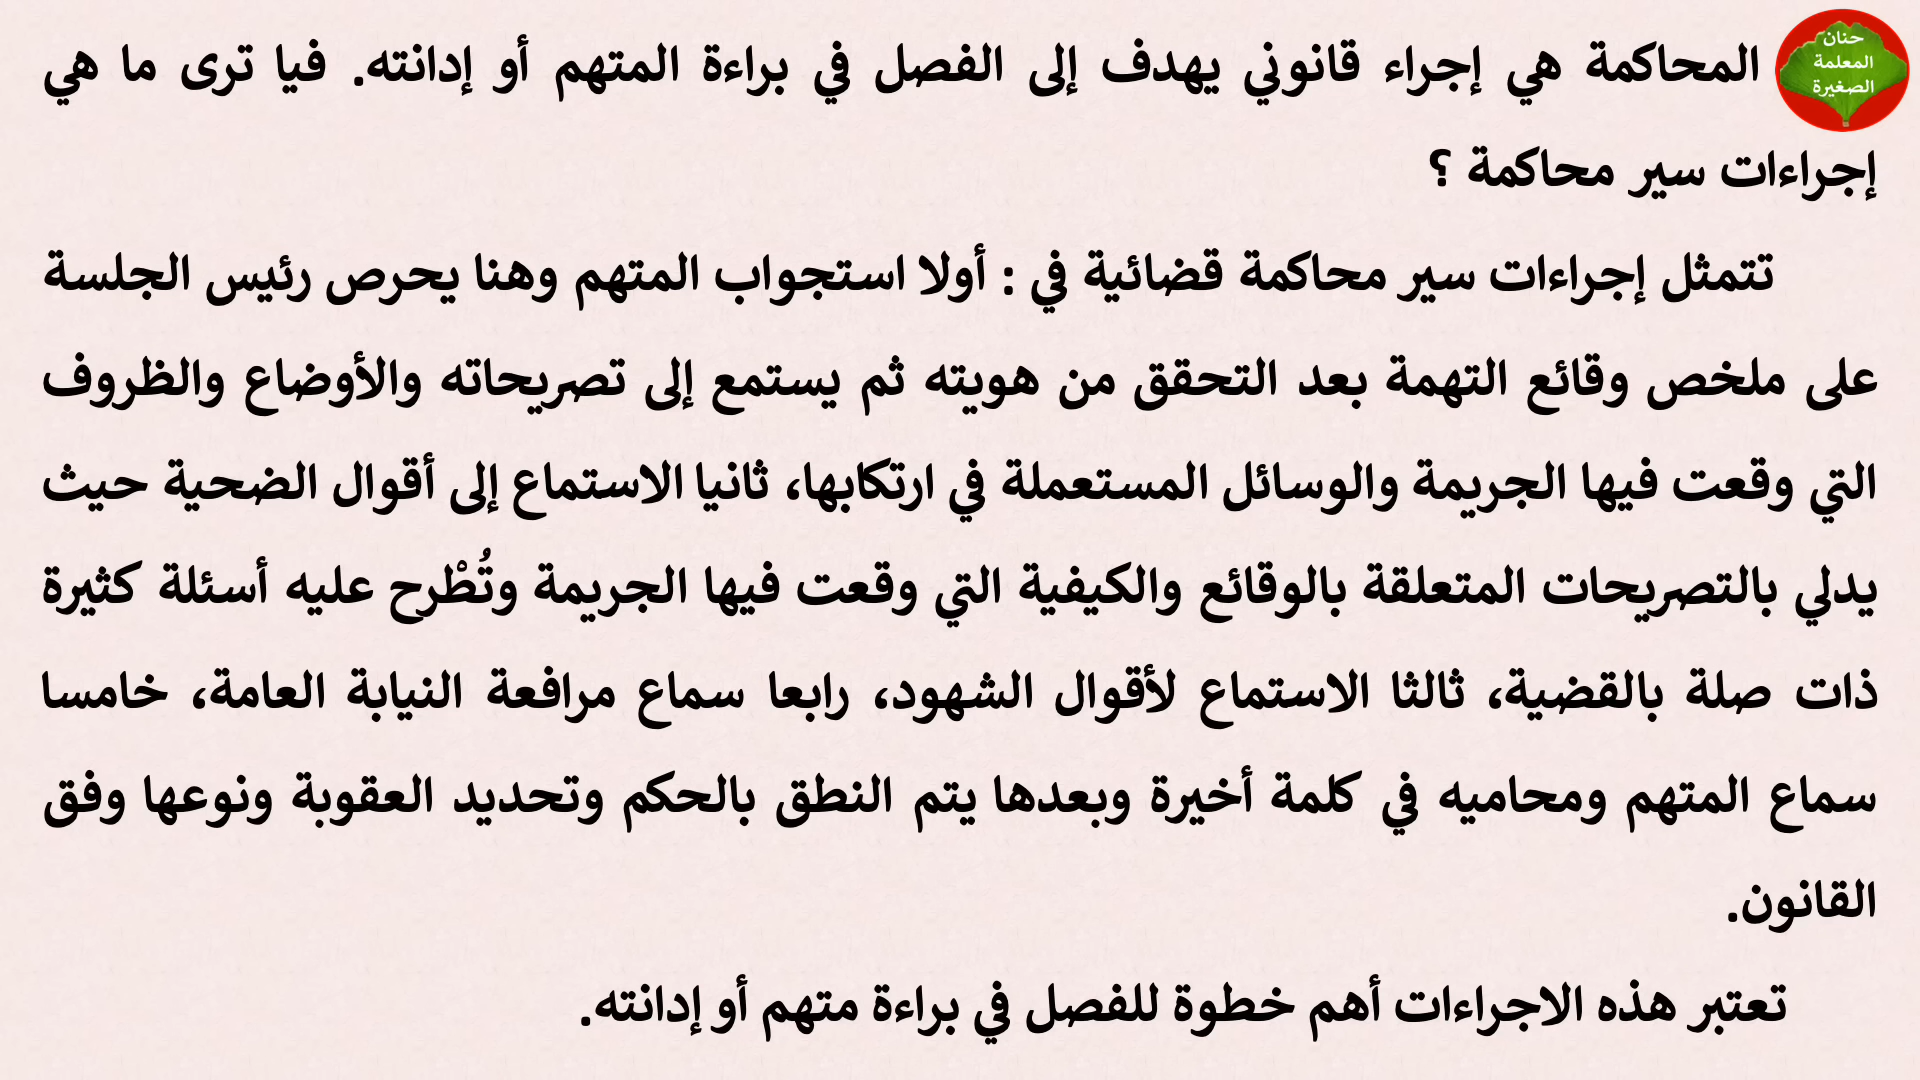 حنان
المعلمة
الصغيرة
المحاكمة هي إجراء قانوني يهدف إلى الفصل في براءة المتهم أو إدانته. فيا ترى ما هي
إجراءات سير محاكمة ؟
تتمثل إجراءات سير محاكمة قضائية في : أولا استجواب المتهم وهنا يحرص رئيس الجلسة
على ملخص وقائع التهمة بعد التحقق من هويته ثم يستمع إلى تصريحاته والأوضاع والظروف
التي وقعت فيها الجريمة والوسائل المستعملة في ارتكابها، ثانيا الاستماع إلى أقوال الضحية حيث
يدلي بالتصريحات المتعلقة بالوقائع والكيفية التي وقعت فيها الجريمة وتُطْرح عليه أسئلة كثيرة
ذات صلة بالقضية، ثالثا الاستماع لأقوال الشهود، رابعا سماع مرافعة النيابة العامة، خامسا
سماع المتهم ومحاميه في كلمة أخيرة وبعدها يتم النطق بالحكم وتحديد العقوبة ونوعها وفق
القانون.
تعتبر هذه الاجراءات أهم خطوة للفصل في براءة متهم أو إدانته.